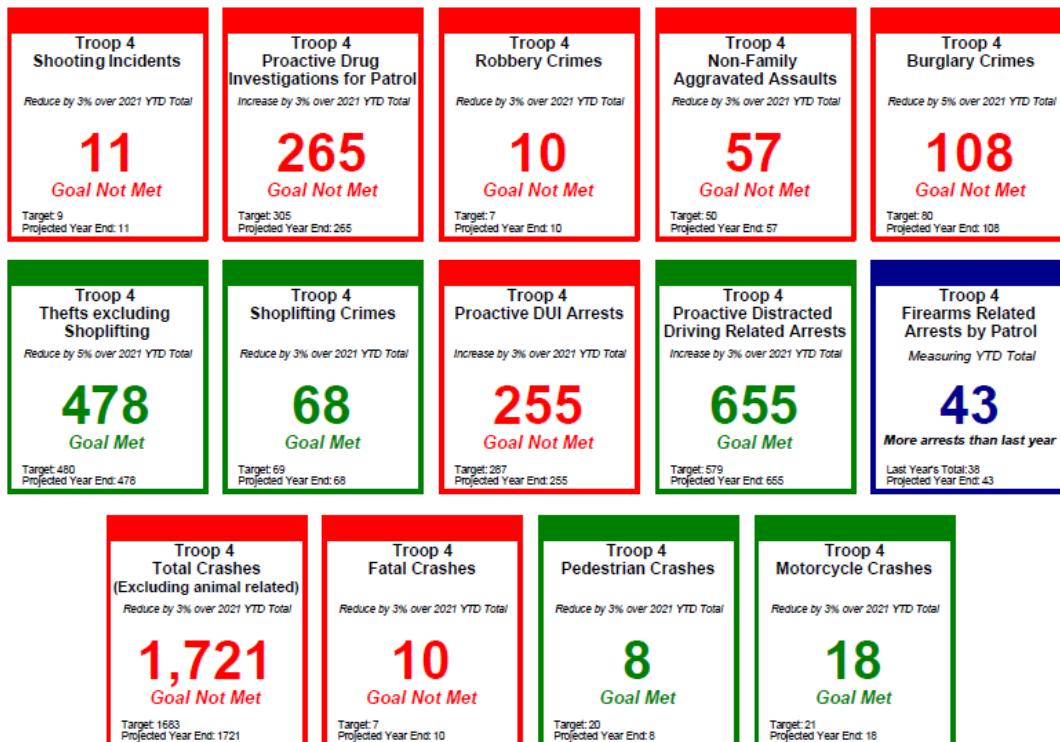 Troop 4
Shooting Incidents
Reduce by 3% over 2021 YTD Total
11
Goal Not Met
Target: 9
Projected Year End: 11
Troop 4
Proactive Drug
Investigations for Patrol
Increase by 3% over 2021 YTD Total
265
Goal Not Met
Target: 305
Projected Year End: 265
Troop 4
Robbery Crimes
Reduce by 3% over 2021 YTD Total
10
Goal Not Met
Target: 7
Projected Year End: 10
Troop 4
Non-Family
Aggravated Assaults
Reduce by 3% over 2021 YTD Total
57
Goal Not Met
Target: 50
Projected Year End: 57
Troop 4
Burglary Crimes
Reduce by 5% over 2021 YTD Total
108
Goal Not Met
Target: 80
Projected Year End: 108
Troop 4
Thefts excluding
Shoplifting
Reduce by 5% over 2021 YTD Total
478
Goal Met
Target: 480
Projected Year End: 478
Troop 4
Shoplifting Crimes
Reduce by 3% over 2021 YTD Total
68
Goal Met
Target: 69
Projected Year End: 68
Troop 4
Proactive DUI Arrests
Increase by 3% over 2021 YTD Total
255
Goal Not Met
Target: 287
Projected Year End: 255
Troop 4
Proactive Distracted
Driving Related Arrests
Increase by 3% over 2021 YTD Total
655
Goal Met
Target: 579
Projected Year End: 655
Troop 4
Firearms Related
Arrests by Patrol
Measuring YTD Total
43
More arrests than last year
Last Year's Total: 38
Projected Year End: 43
Troop 4
Total Crashes
(Excluding animal related)
Reduce by 3% over 2021 YTD Total
1,721
Goal Not Met
Target: 1683
Projected Year End: 1721
Troop 4
Fatal Crashes
Reduce by 3% over 2021 YTD Total
10
Goal Not Met
Target: 7
Projected Year End: 10
Troop 4
Pedestrian Crashes
Reduce by 3% over 2021 YTD Total
8
Goal Met
Target: 20
Projected Year End: 8
Troop 4
Motorcycle Crashes
Reduce by 3% over 2021 YTD Total
18
Goal Met
Target: 21
Projected Year End: 18